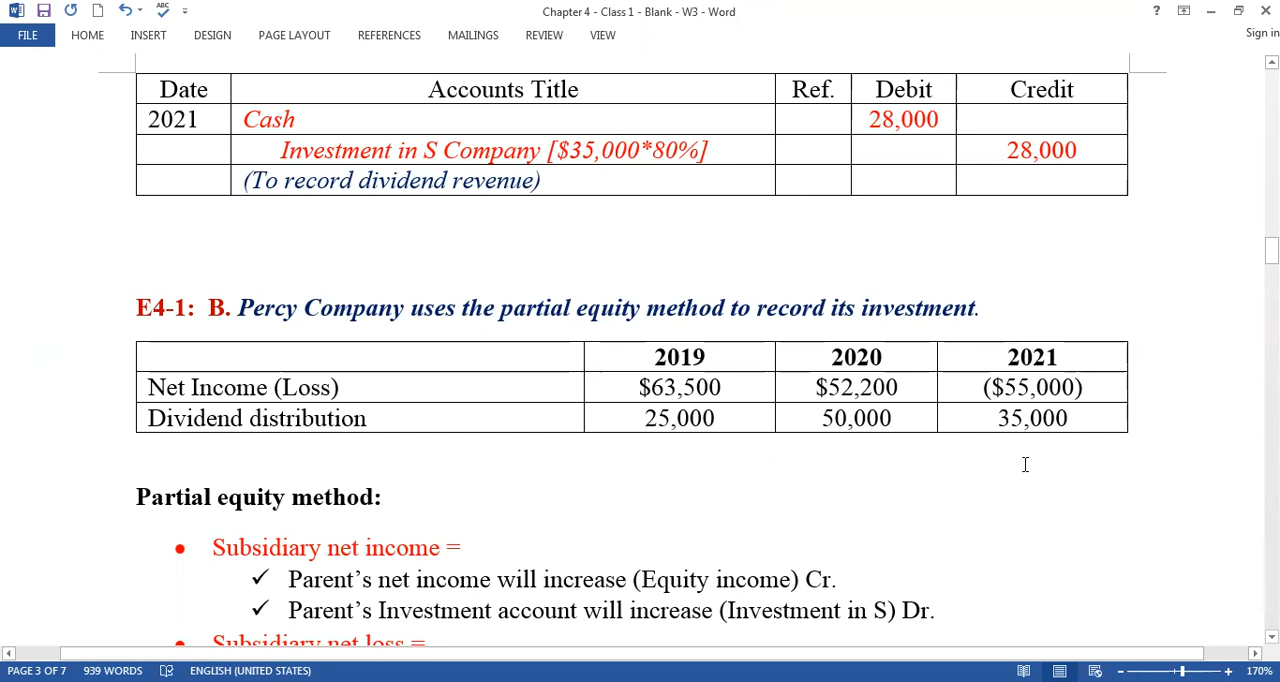 Chapter 4 - Class 1 - Blank - W3 - Word
Sign in
FILE HOME INSERT DESIGN PAGE LAYOUT REFERENCES MAILINGS REVIEW VIEW
Date Accounts Title Ref. Debit Credit
2021 Cash 28,000
Investment in S Company [$35,000*80%] 28,000
(To record dividend revenue)
E4-1: B. Percy Company uses the partial equity method to record its investment.
2019 2020 2021
Net Income (Loss) $63,500 $52,200 ($55,000)
Dividend distribution 25,000 50,000 35,000
Partial equity method:
• Subsidiary net income =
✓ Parent’s net income will increase (Equity income) Cr.
✓ Parent’s Investment account will increase (Investment in S) Dr.
• Subsidiary net loss =
PAGE 3 OF 7 939 WORDS ENGLISH (UNITED STATES) 170%